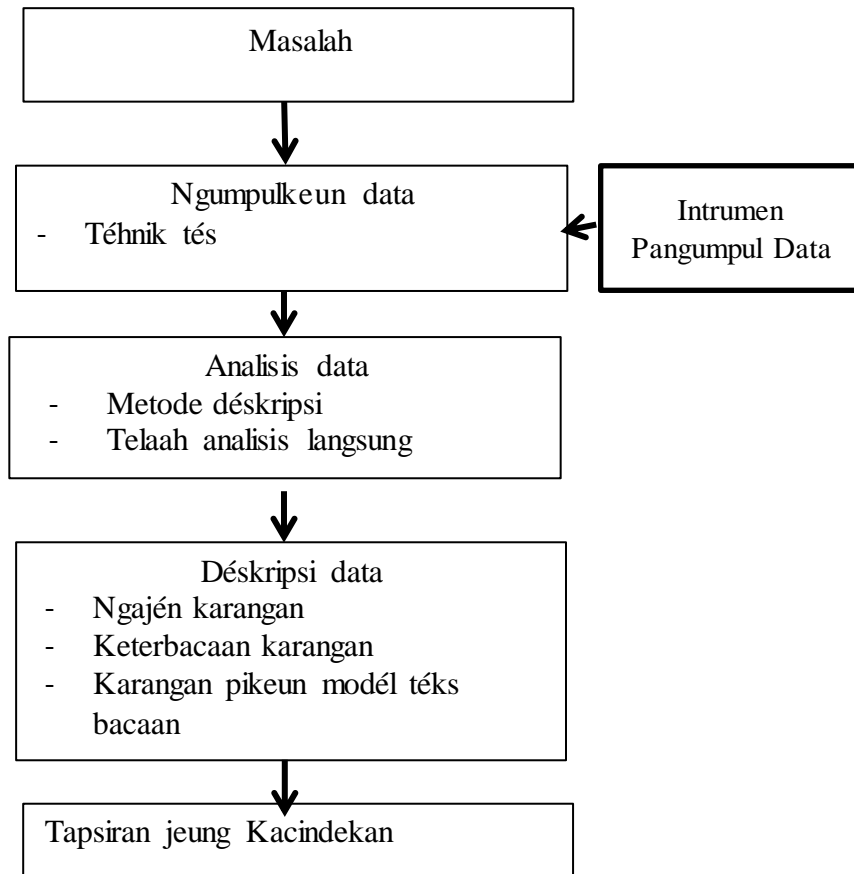 Masalah
Ngumpulkeun data
- Téhnik tés
Intrumen
Pangumpul Data
Analisis data
- Metode déskripsi
- Telaah analisis langsung
Déskripsi data
- Ngajén karangan
- Keterbacaan karangan
- Karangan pikeun modél téks
bacaan
Tapsiran jeung Kacindekan